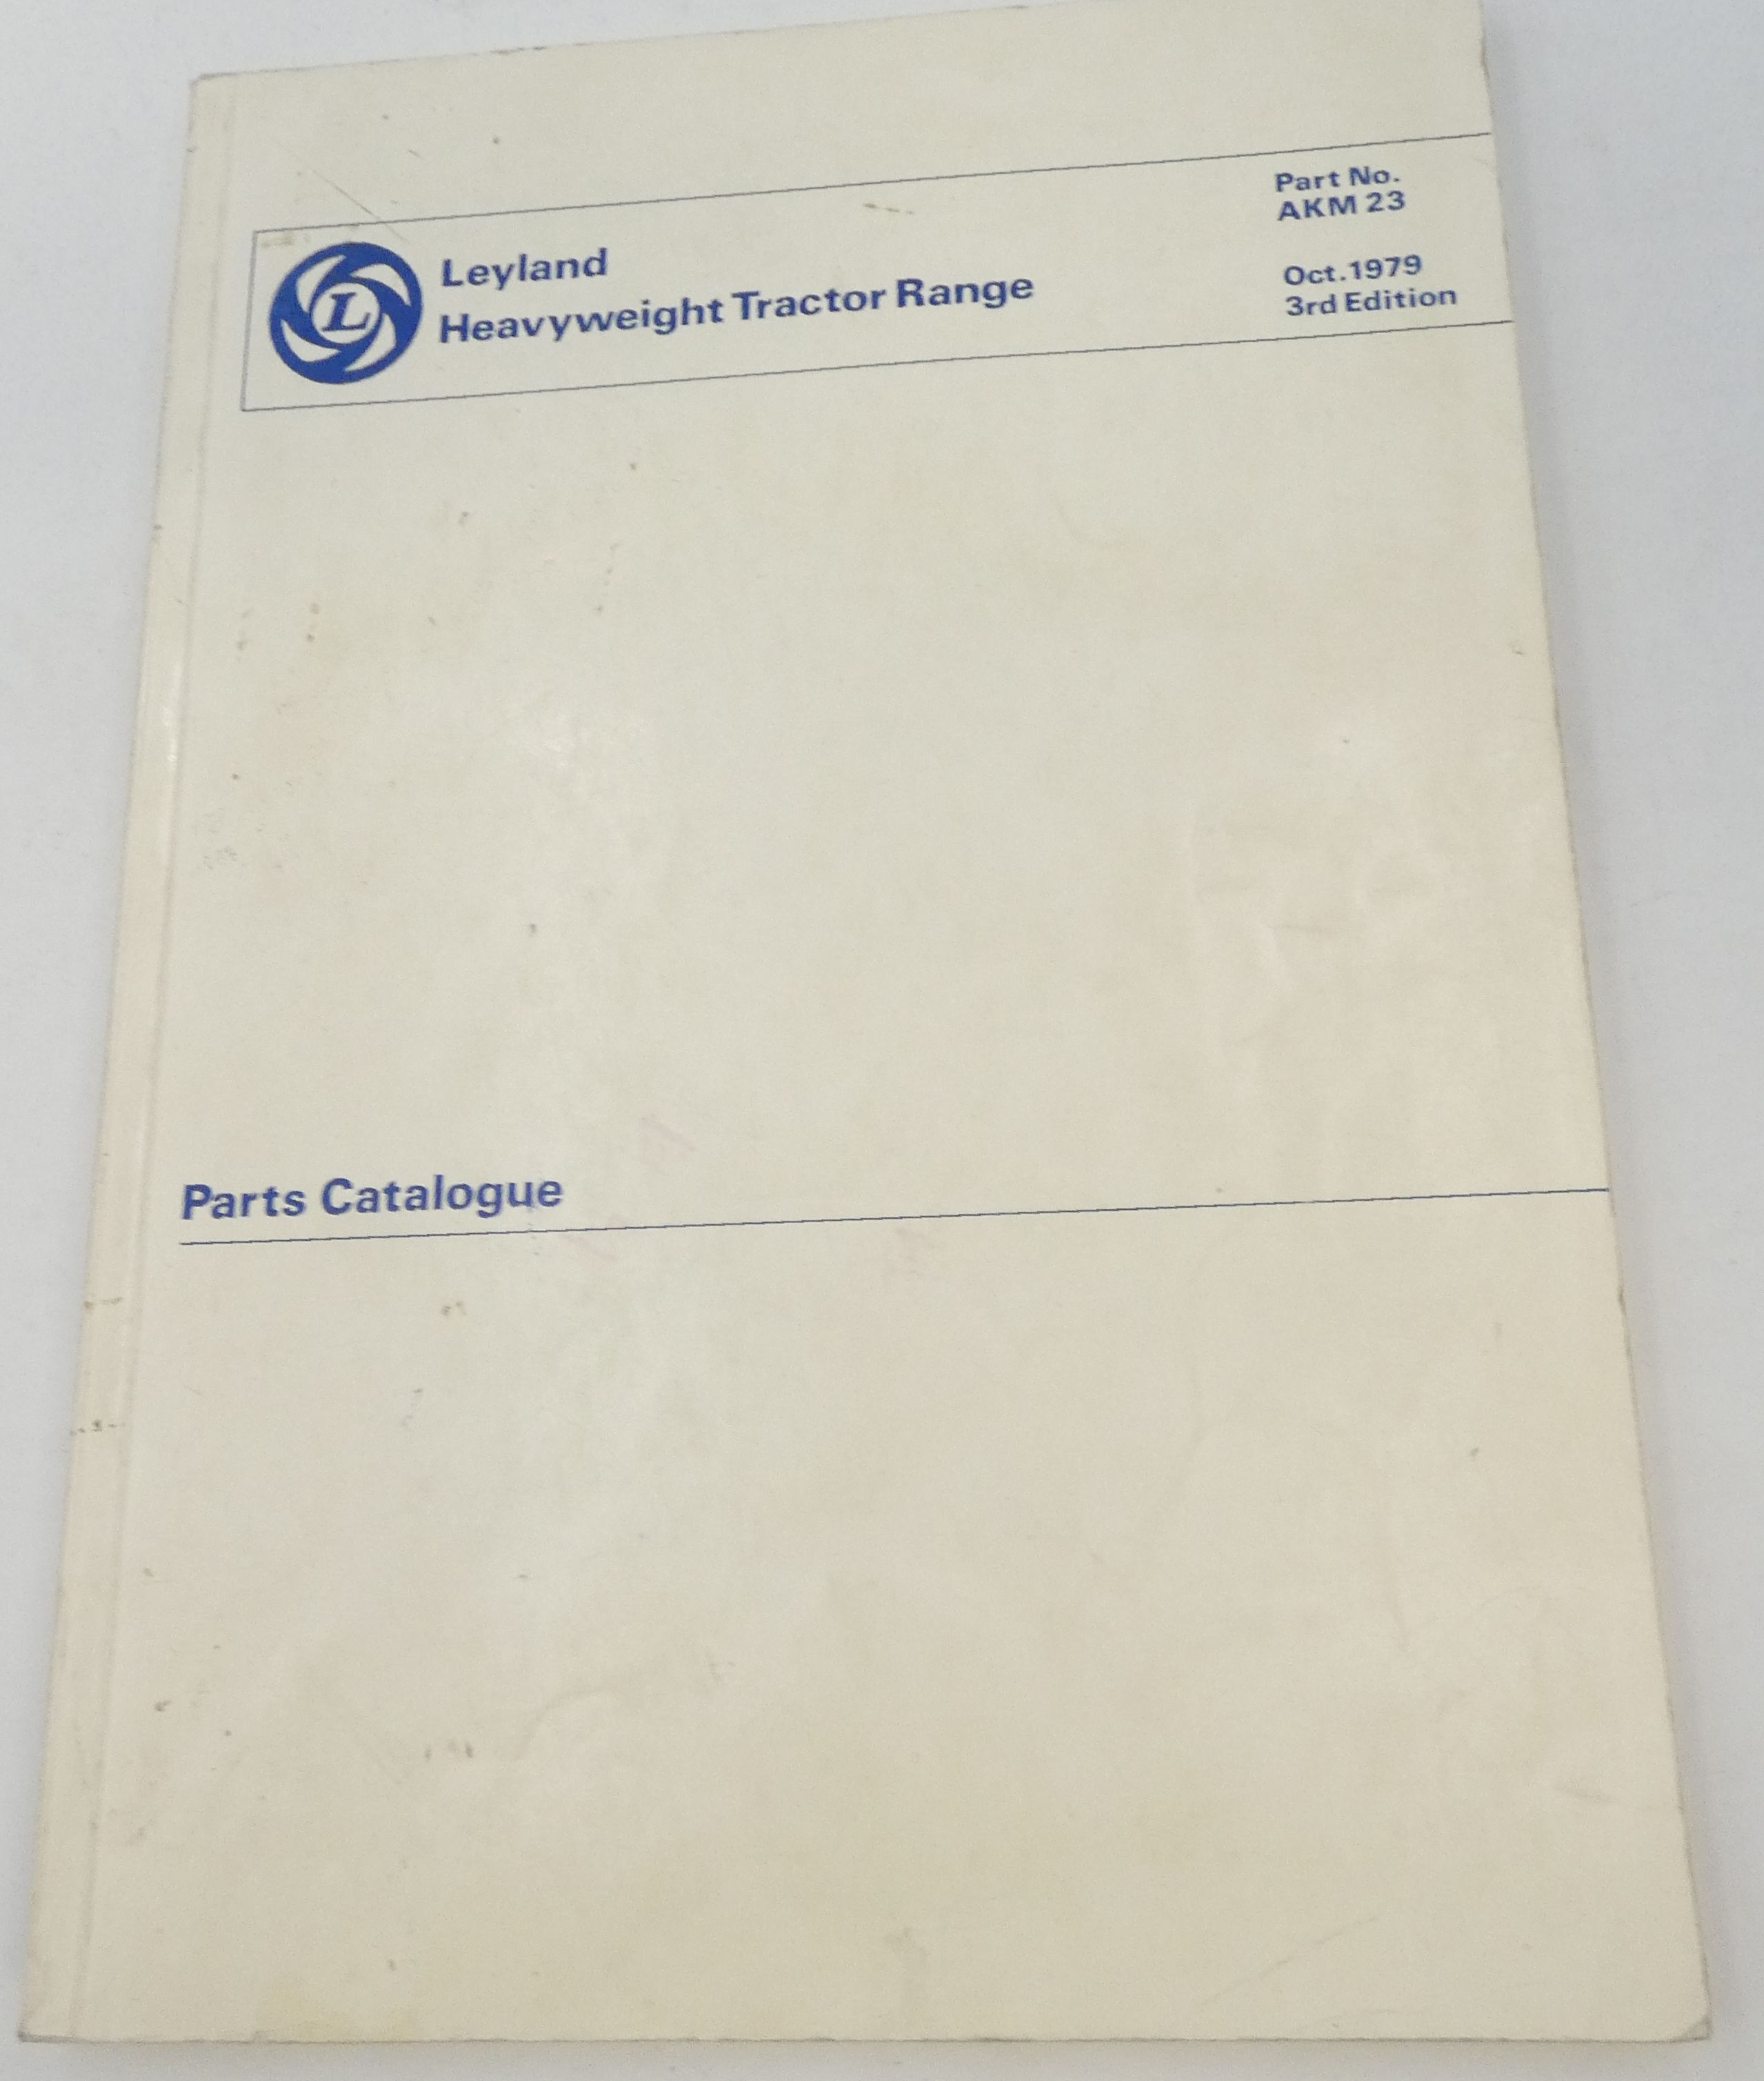 L
Leyland
Heavyweight Tractor Range
Part No.
AKM 23
Oct.1979
3rd Edition
Parts Catalogue